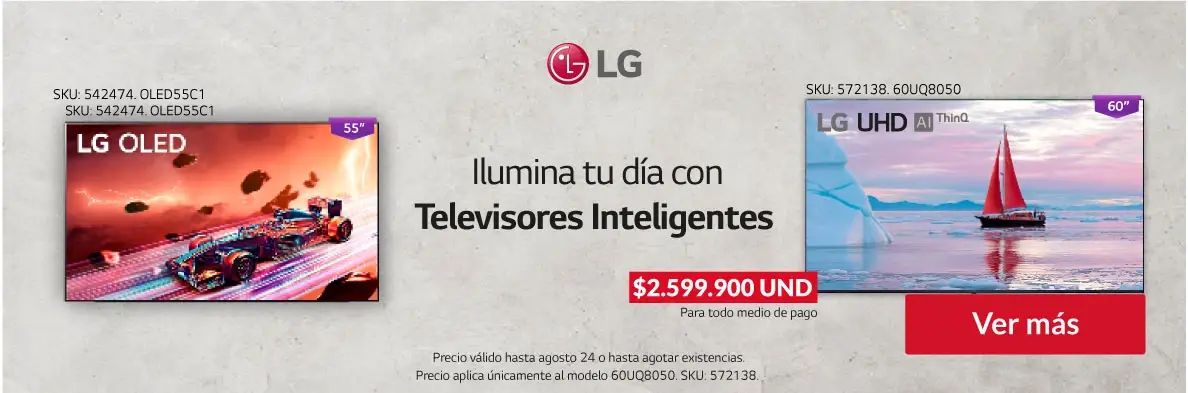 LG
SKU: 542474. OLED55C1
SKU: 542474. OLED55C1
55"
LG OLED
Ilumina tu día con
Televisores Inteligentes
SKU: 572138. 60UQ8050
60"
LG UHD AI ThinQ
$2.599.900 UND
Para todo medio de pago
Ver más
Precio válido hasta agosto 24 o hasta agotar existencias.
Precio aplica únicamente al modelo 60UQ8050. SKU: 572138.